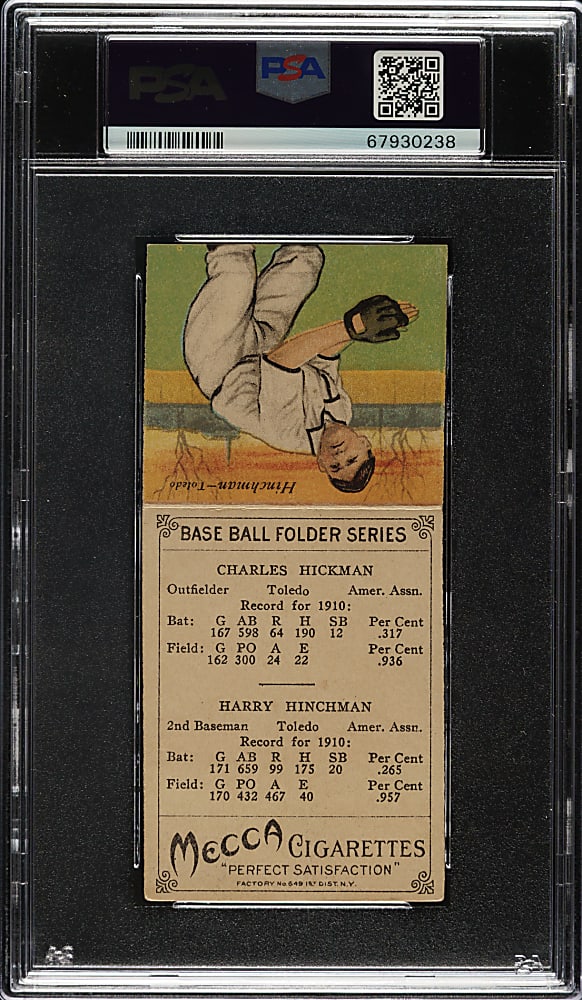 PSA
PSA
67930238
Hinchman—Toledo
BASE BALL FOLDER SERIES
CHARLES HICKMAN
Outfielder Toledo Amer. Assn.
Record for 1910:
Bat: G AB R H SB Per Cent
167 598 64 190 12 .317
Field: G PO A E Per Cent
162 300 24 22 .936
HARRY HINCHMAN
2nd Baseman Toledo Amer. Assn.
Record for 1910:
Bat: G AB R H SB Per Cent
171 659 99 175 20 .265
Field: G PO A E Per Cent
170 432 467 40 .957
MECCA CIGARETTES
"PERFECT SATISFACTION"
FACTORY No 649 1ST DIST. N.Y.